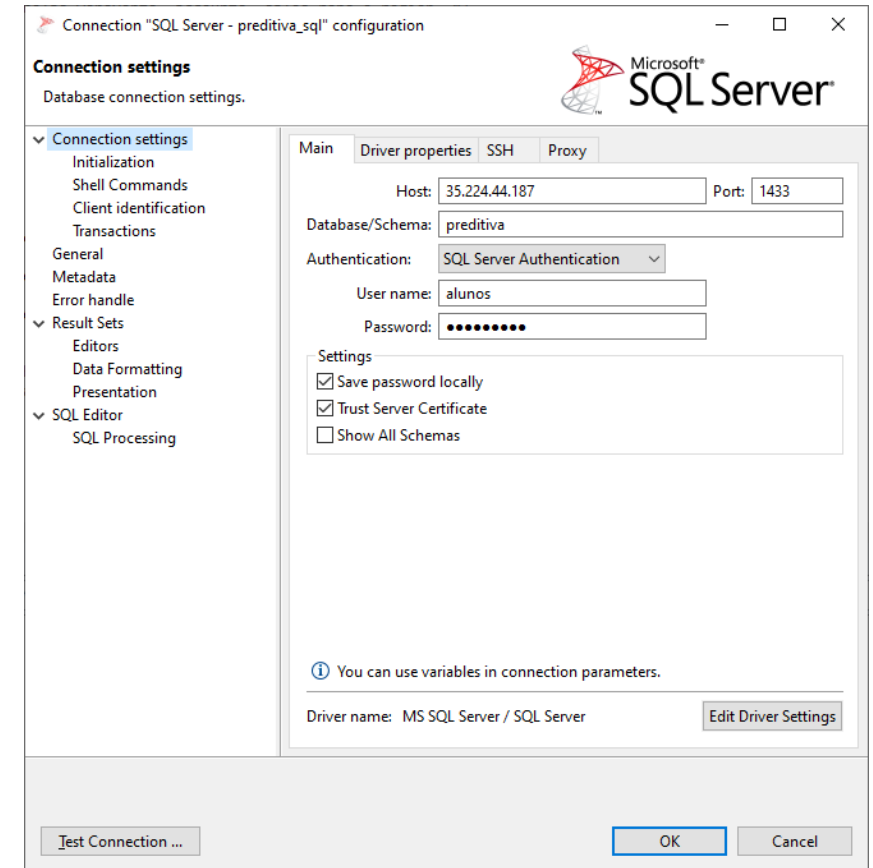 Connection "SQL Server - preditiva_sql" configuration
Connection settings
Database connection settings.
Microsoft®
SQL Server®
Connection settings
Initialization
Shell Commands
Client identification
Transactions
General
Metadata
Error handle
Result Sets
Editors
Data Formatting
Presentation
SQL Editor
SQL Processing
Main Driver properties SSH Proxy
Host: 35.224.44.187 Port: 1433
Database/Schema: preditiva
Authentication: SQL Server Authentication
User name: alunos
Password: •••••••••
Settings
Save password locally
Trust Server Certificate
Show All Schemas
You can use variables in connection parameters.
Driver name: MS SQL Server / SQL Server Edit Driver Settings
Test Connection ... OK Cancel